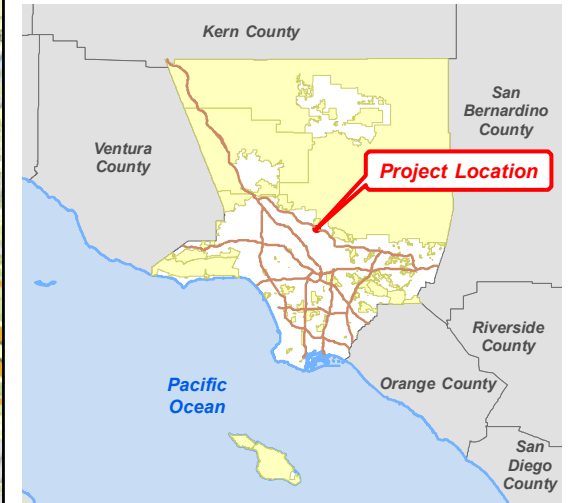 Kern County
San
Bernardino
County
Ventura
County
Project Location
Riverside
County
Pacific
Ocean
Orange County
San
Diego
County